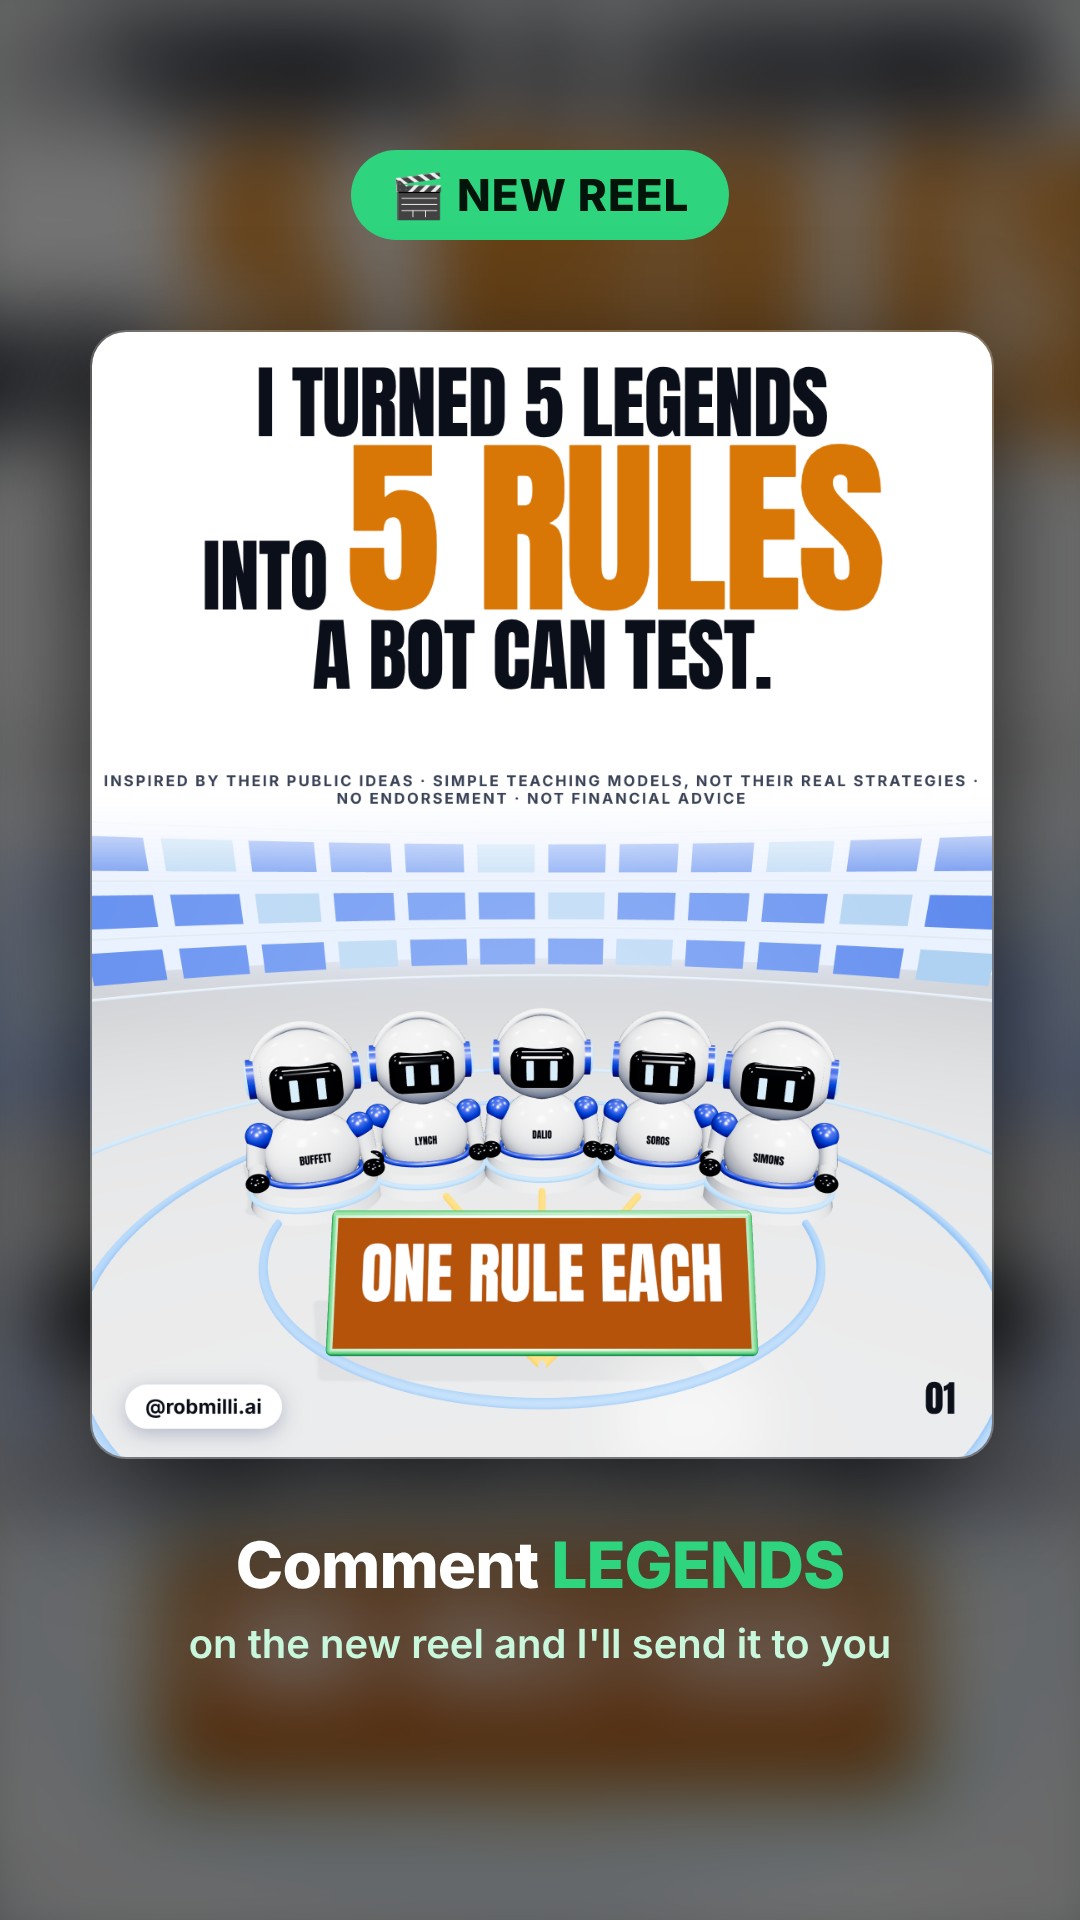 🎬 NEW REEL
I TURNED 5 LEGENDS
INTO 5 RULES
A BOT CAN TEST.
INSPIRED BY THEIR PUBLIC IDEAS · SIMPLE TEACHING MODELS, NOT THEIR REAL STRATEGIES ·
NO ENDORSEMENT · NOT FINANCIAL ADVICE
BUFFETT
LYNCH
DALIO
SOROS
SIMONS
ONE RULE EACH
@robmilli.ai
01
Comment LEGENDS
on the new reel and I'll send it to you